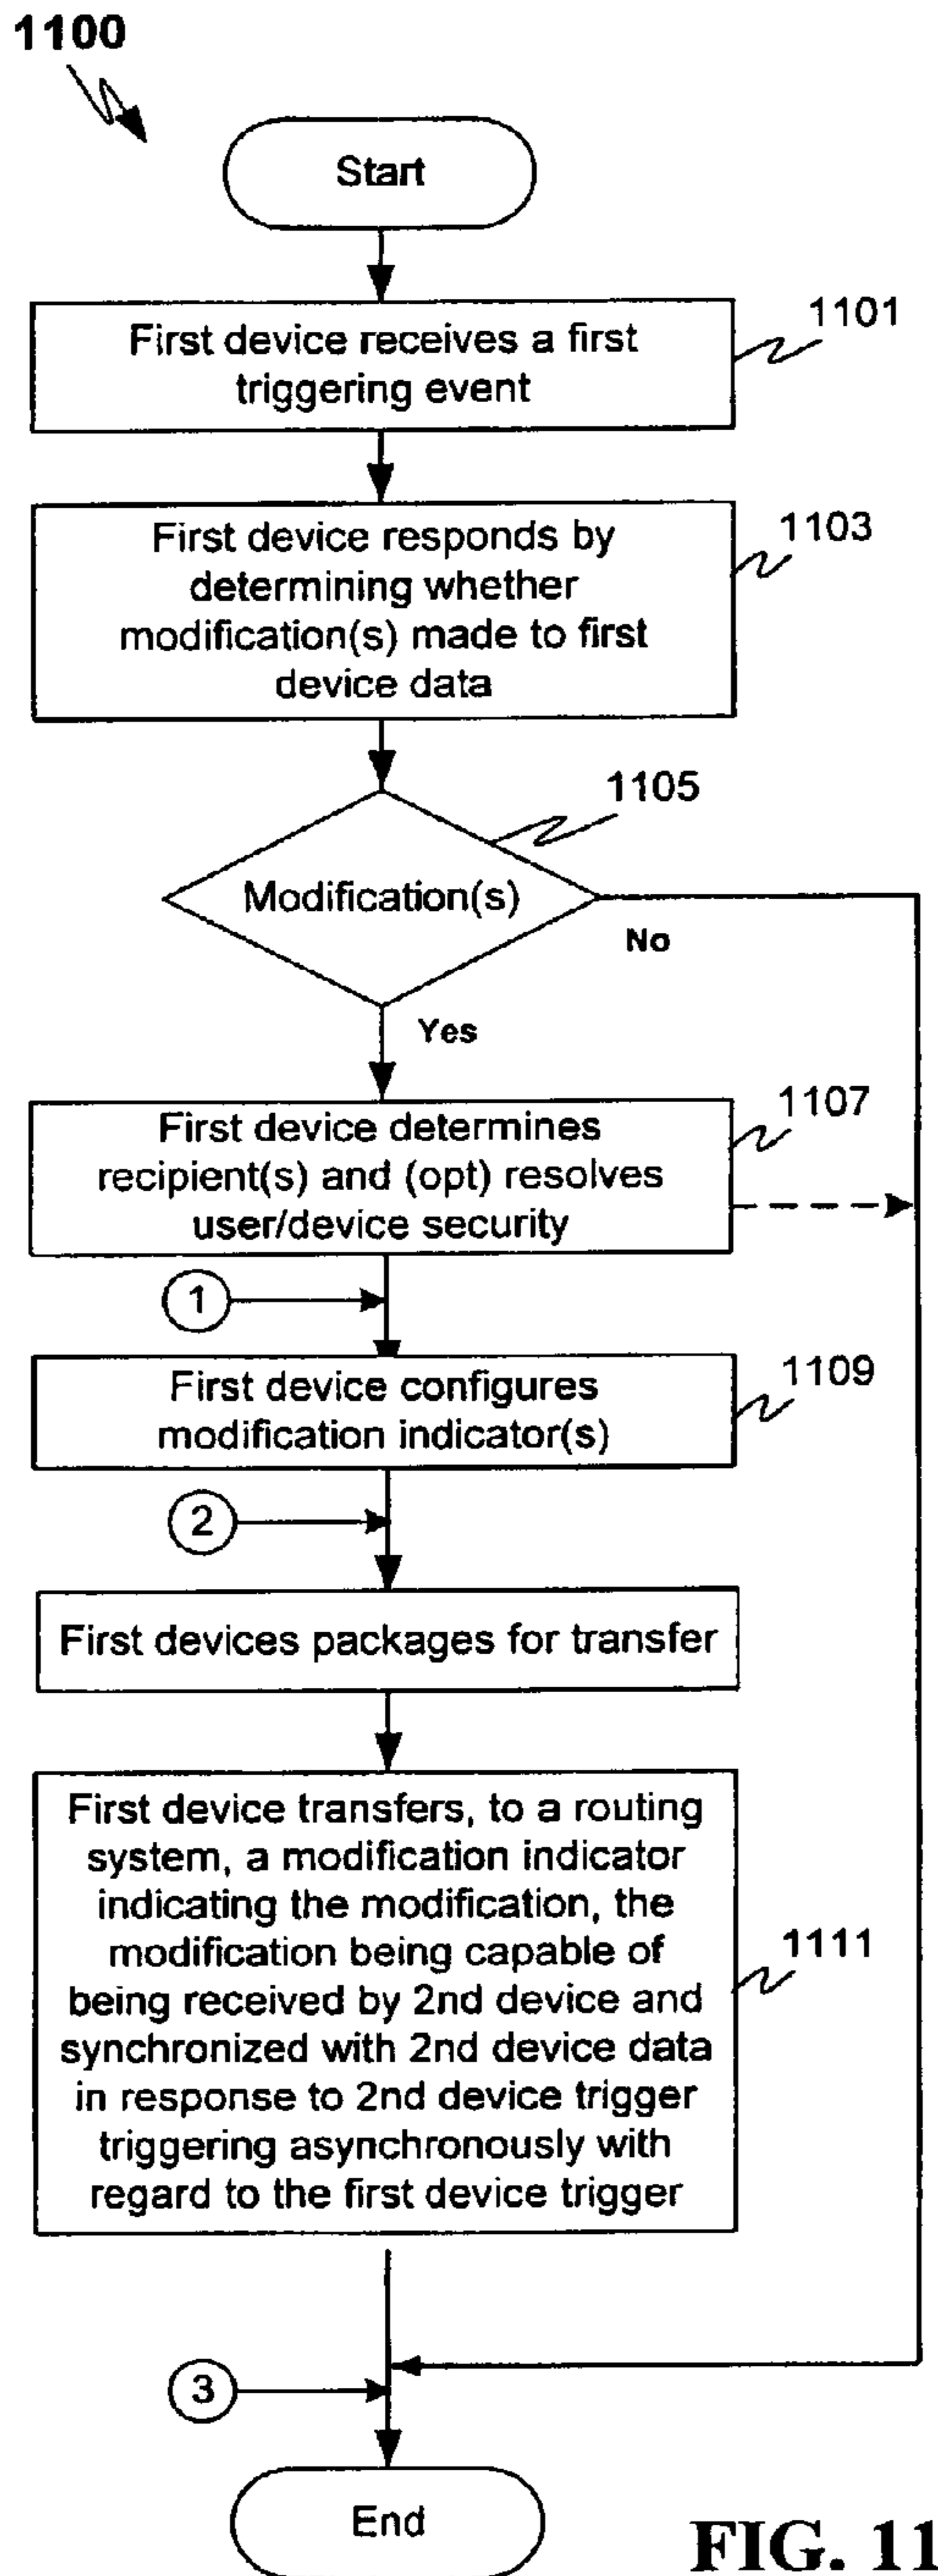 1100
Start
First device receives a first
triggering event
1101
First device responds by
determining whether
modification(s) made to first
device data
1103
1105
Modification(s)
No
Yes
First device determines
recipient(s) and (opt) resolves
user/device security
1107
1
First device configures
modification indicator(s)
1109
2
First devices packages for transfer
First device transfers, to a routing
system, a modification indicator
indicating the modification, the
modification being capable of
being received by 2nd device and
synchronized with 2nd device data
in response to 2nd device trigger
triggering asynchronously with
regard to the first device trigger
1111
3
End
FIG. 11